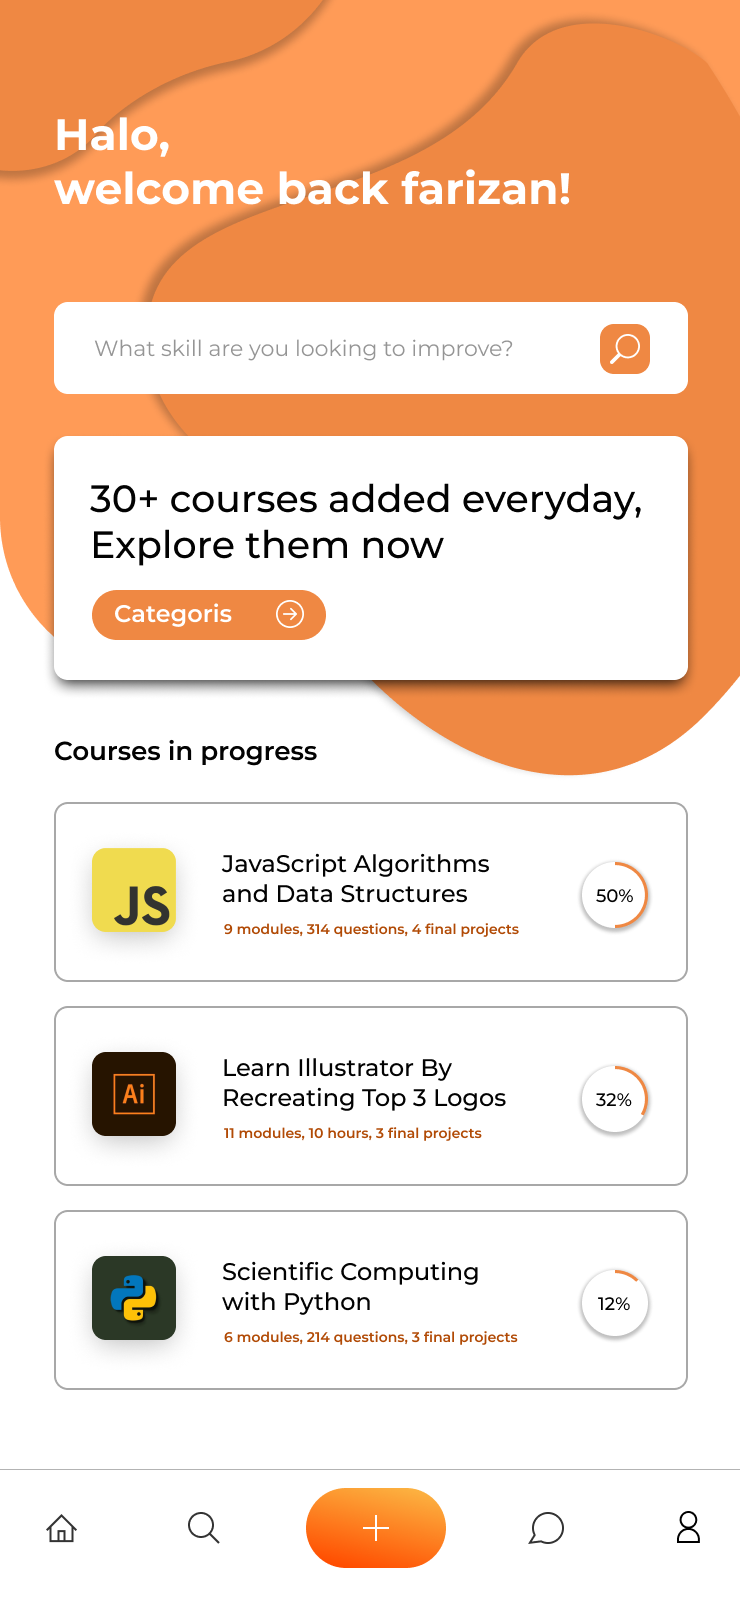 Halo,
welcome back farizan!
What skill are you looking to improve?
30+ courses added everyday,
Explore them now
Categoris
Courses in progress
JS
JavaScript Algorithms
and Data Structures
9 modules, 314 questions, 4 final projects
50%
Ai
Learn Illustrator By
Recreating Top 3 Logos
11 modules, 10 hours, 3 final projects
32%
Scientific Computing
with Python
6 modules, 214 questions, 3 final projects
12%